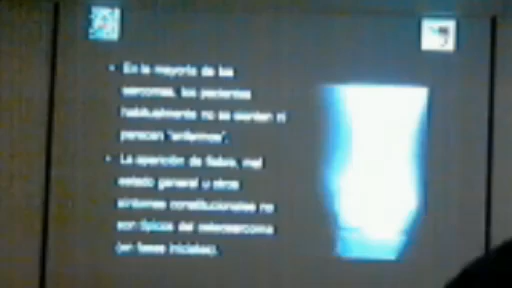 • En la mayoría de los
sarcomas, los pacientes
habitualmente no se sienten ni
parecen "enfermos".
• La aparición de fiebre, mal
estado general u otros
síntomas constitucionales no
son típicos del osteosarcoma
(en fases iniciales).